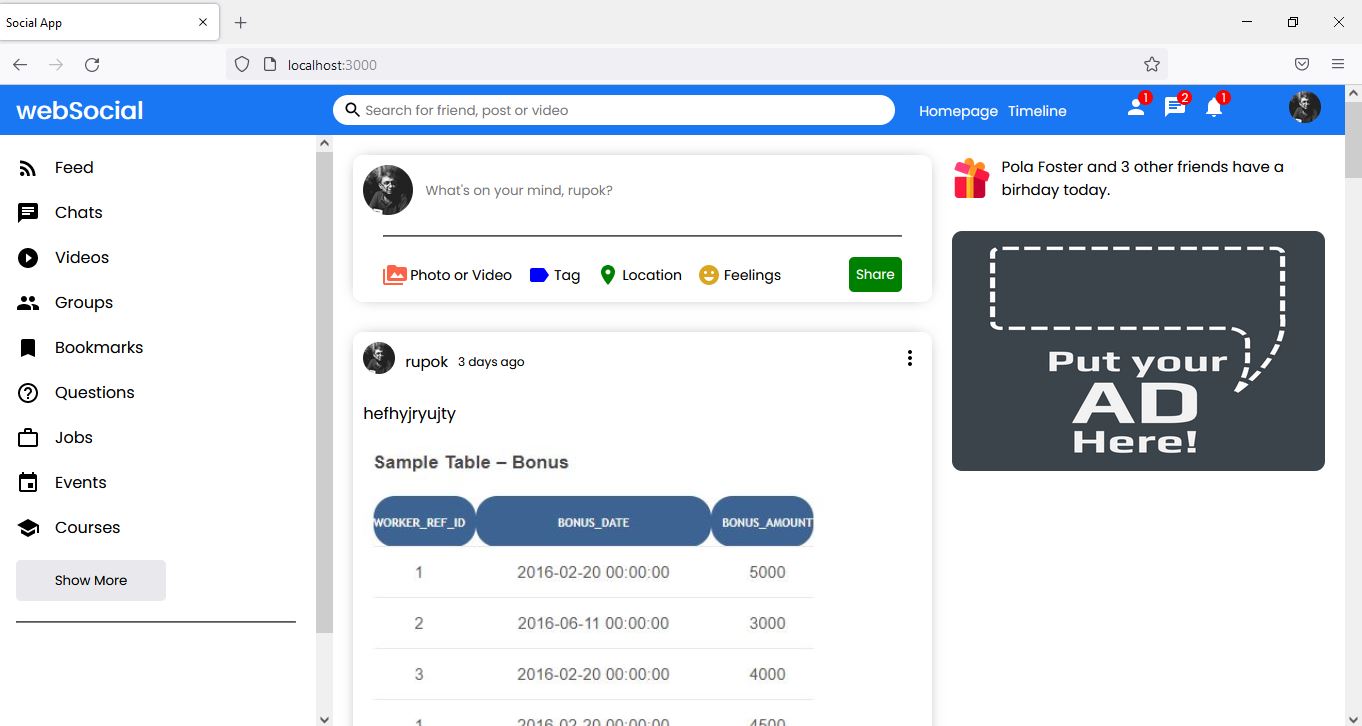 Social App
localhost:3000
webSocial
Search for friend, post or video
Homepage Timeline
1
2
1
Feed
Chats
Videos
Groups
Bookmarks
Questions
Jobs
Events
Courses
Show More
What's on your mind, rupok?
Photo or Video Tag Location Feelings Share
rupok 3 days ago
hefhyjryujty
Sample Table – Bonus
WORKER_REF_ID BONUS_DATE BONUS_AMOUNT
1 2016-02-20 00:00:00 5000
2 2016-06-11 00:00:00 3000
3 2016-02-20 00:00:00 4000
1 2016-02-20 00:00:00 4500
Pola Foster and 3 other friends have a
birhday today.
Put your
AD
Here!